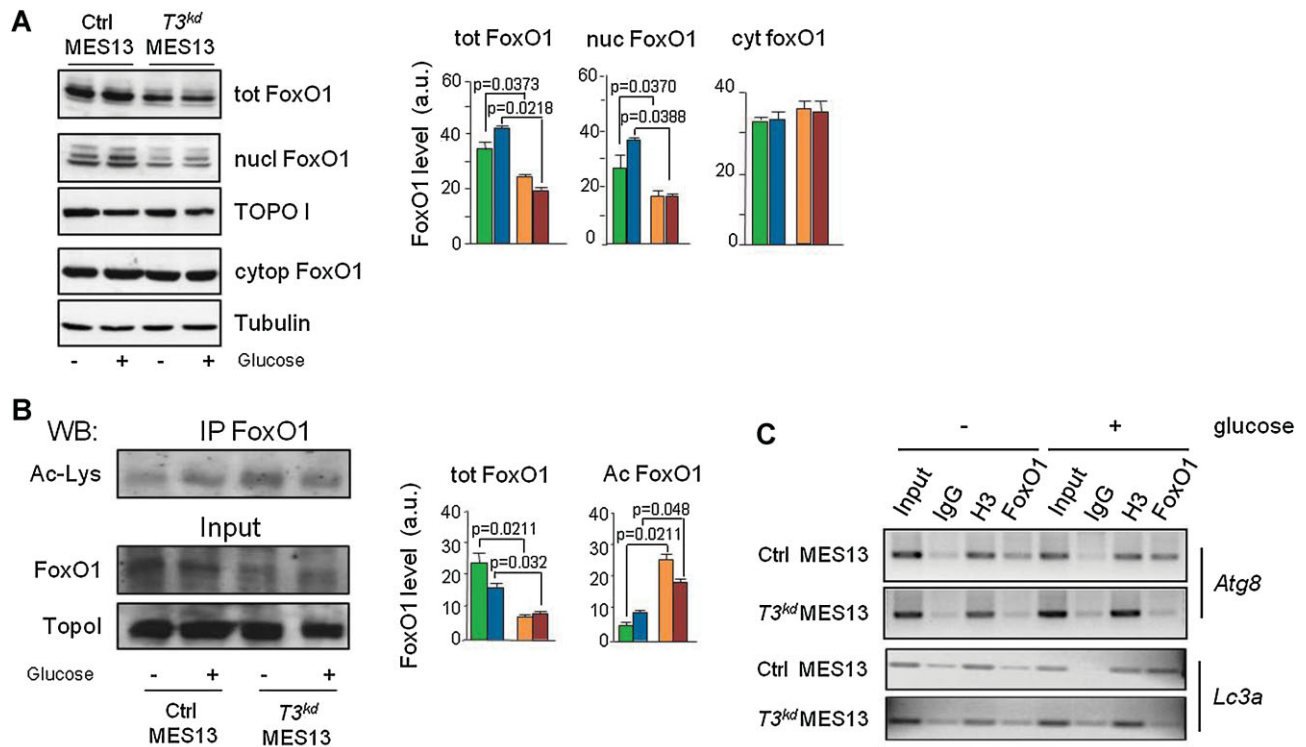 A
Ctrl MES13
T3kd MES13
tot FoxO1
nucl FoxO1
TOPO I
cytop FoxO1
Tubulin
- + - + Glucose
tot FoxO1 nuc FoxO1 cyt foxO1
FoxO1 level (a.u.)
60 40 20 0
p=0.0373
p=0.0218
60 40 20 0
p=0.0370
p=0.0388
40 20 0
B
WB: IP FoxO1
Ac-Lys
Input
FoxO1
TopoI
Glucose - + - +
Ctrl MES13
T3kd MES13
tot FoxO1 Ac FoxO1
FoxO1 level (a.u.)
40 30 20 10 0
p=0.0211
p=0.032
40 30 20 10 0
p=0.048
p=0.0211
C
- + glucose
Input IgG H3 FoxO1 Input IgG H3 FoxO1
Ctrl MES13
T3kd MES13
Atg8
Ctrl MES13
T3kd MES13
Lc3a